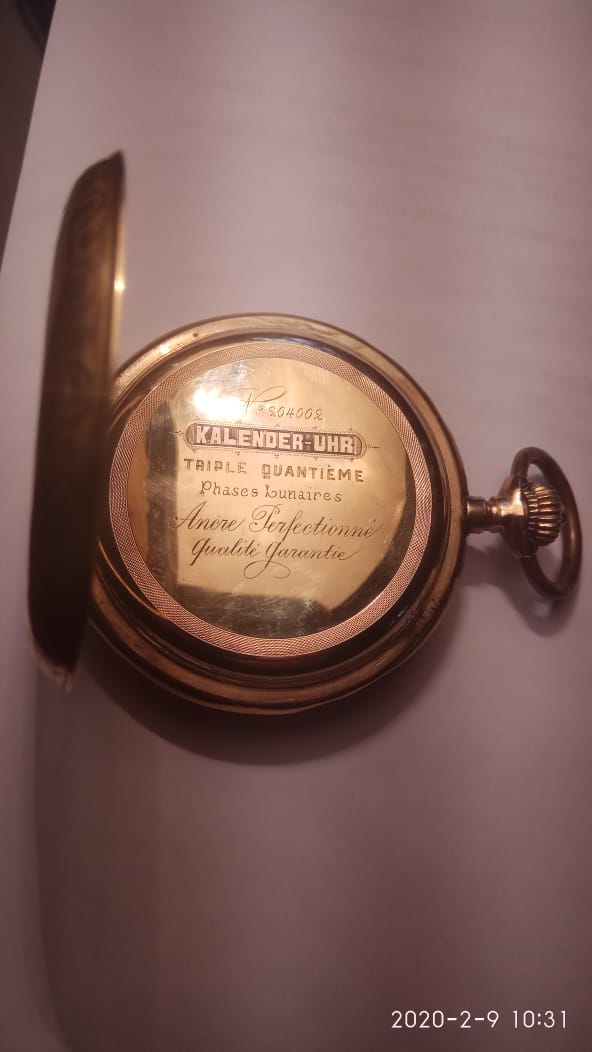 No 204002
KALENDER-UHR
TRIPLE QUANTIÈME
Phases Lunaires
Ancre Perfectionné
Qualité Garantie
2020-2-9 10:31